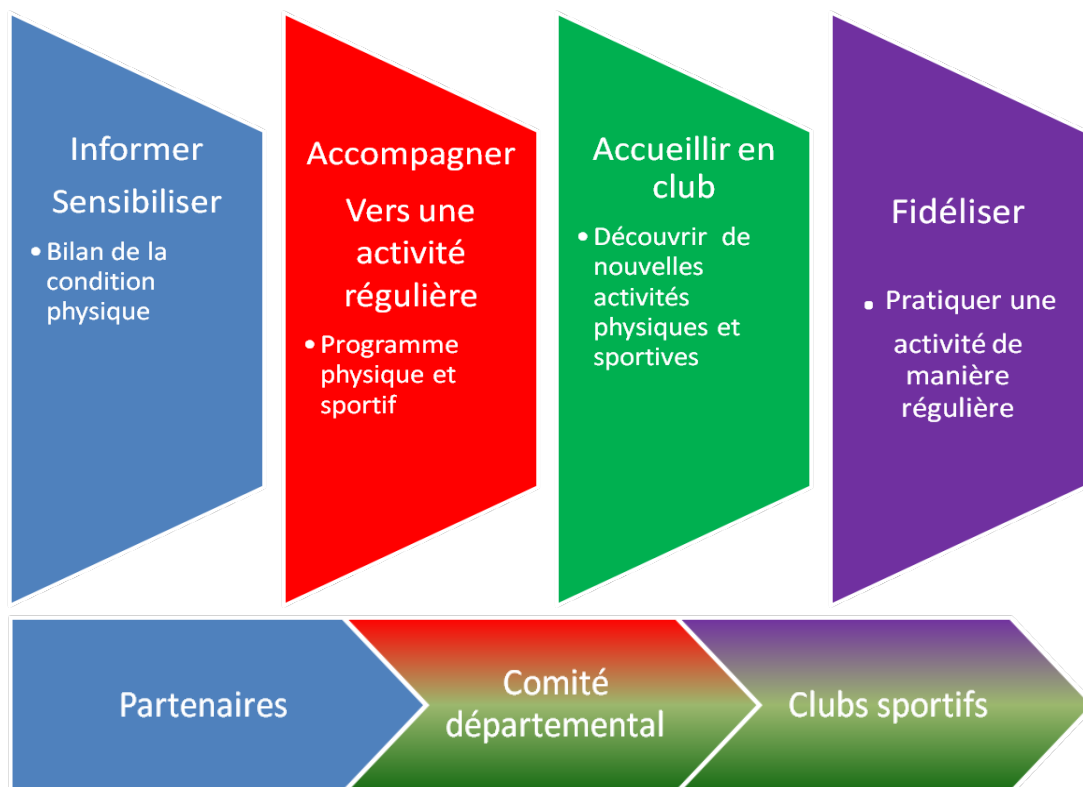 Informer
Sensibiliser
• Bilan de la
condition
physique
Accompagner
Vers une
activité
régulière
• Programme
physique et
sportif
Accueillir en
club
• Découvrir de
nouvelles
activités
physiques et
sportives
Fidéliser
• Pratiquer une
activité de
manière
régulière
Partenaires
Comité
départemental
Clubs sportifs